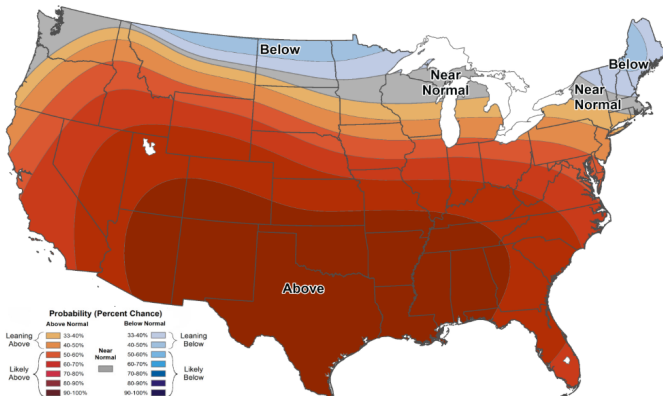 Below
Below
Near
Normal
Near
Normal
Above
Probability (Percent Chance)
Above Normal
Below Normal
Leaning
Above
33-40%
40-50%
Likely
Above
50-60%
60-70%
70-80%
80-90%
90-100%
Near
Normal
33-40%
40-50%
Leaning
Below
50-60%
60-70%
70-80%
80-90%
90-100%
Likely
Below